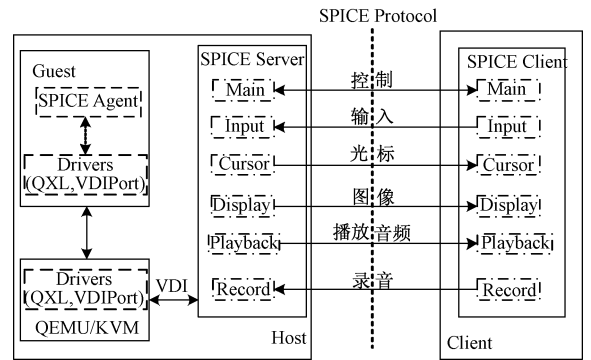 SPICE Protocol
Guest
SPICE Agent
Drivers
(QXL,VDIPort)
Drivers
(QXL,VDIPort)
QEMU/KVM
VDI
SPICE Server
Main
Input
Cursor
Display
Playback
Record
Host
控制
输入
光标
图像
播放音频
录音
SPICE Client
Main
Input
Cursor
Display
Playback
Record
Client